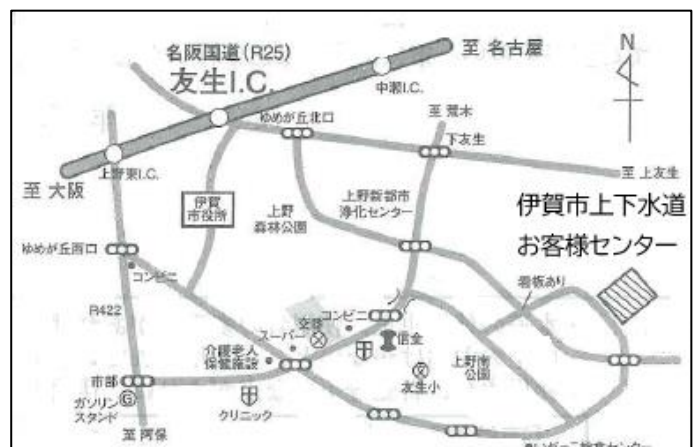 名阪国道(R25)
友生I.C.
至 名古屋
N
中瀬I.C.
至 荒木
ゆめが丘北口
下友生
上野東I.C.
至 上友生
至 大阪
伊賀
市役所
上野
森林公園
上野新都市
浄化センター
伊賀市上下水道
お客様センター
ゆめが丘南口
コンビニ
看板あり
R422
コンビニ
交番
スーパー
信金
介護老人
保健施設
文
友生小
上野南
公園
市部
G
ガソリン
スタンド
クリニック
至 阿保